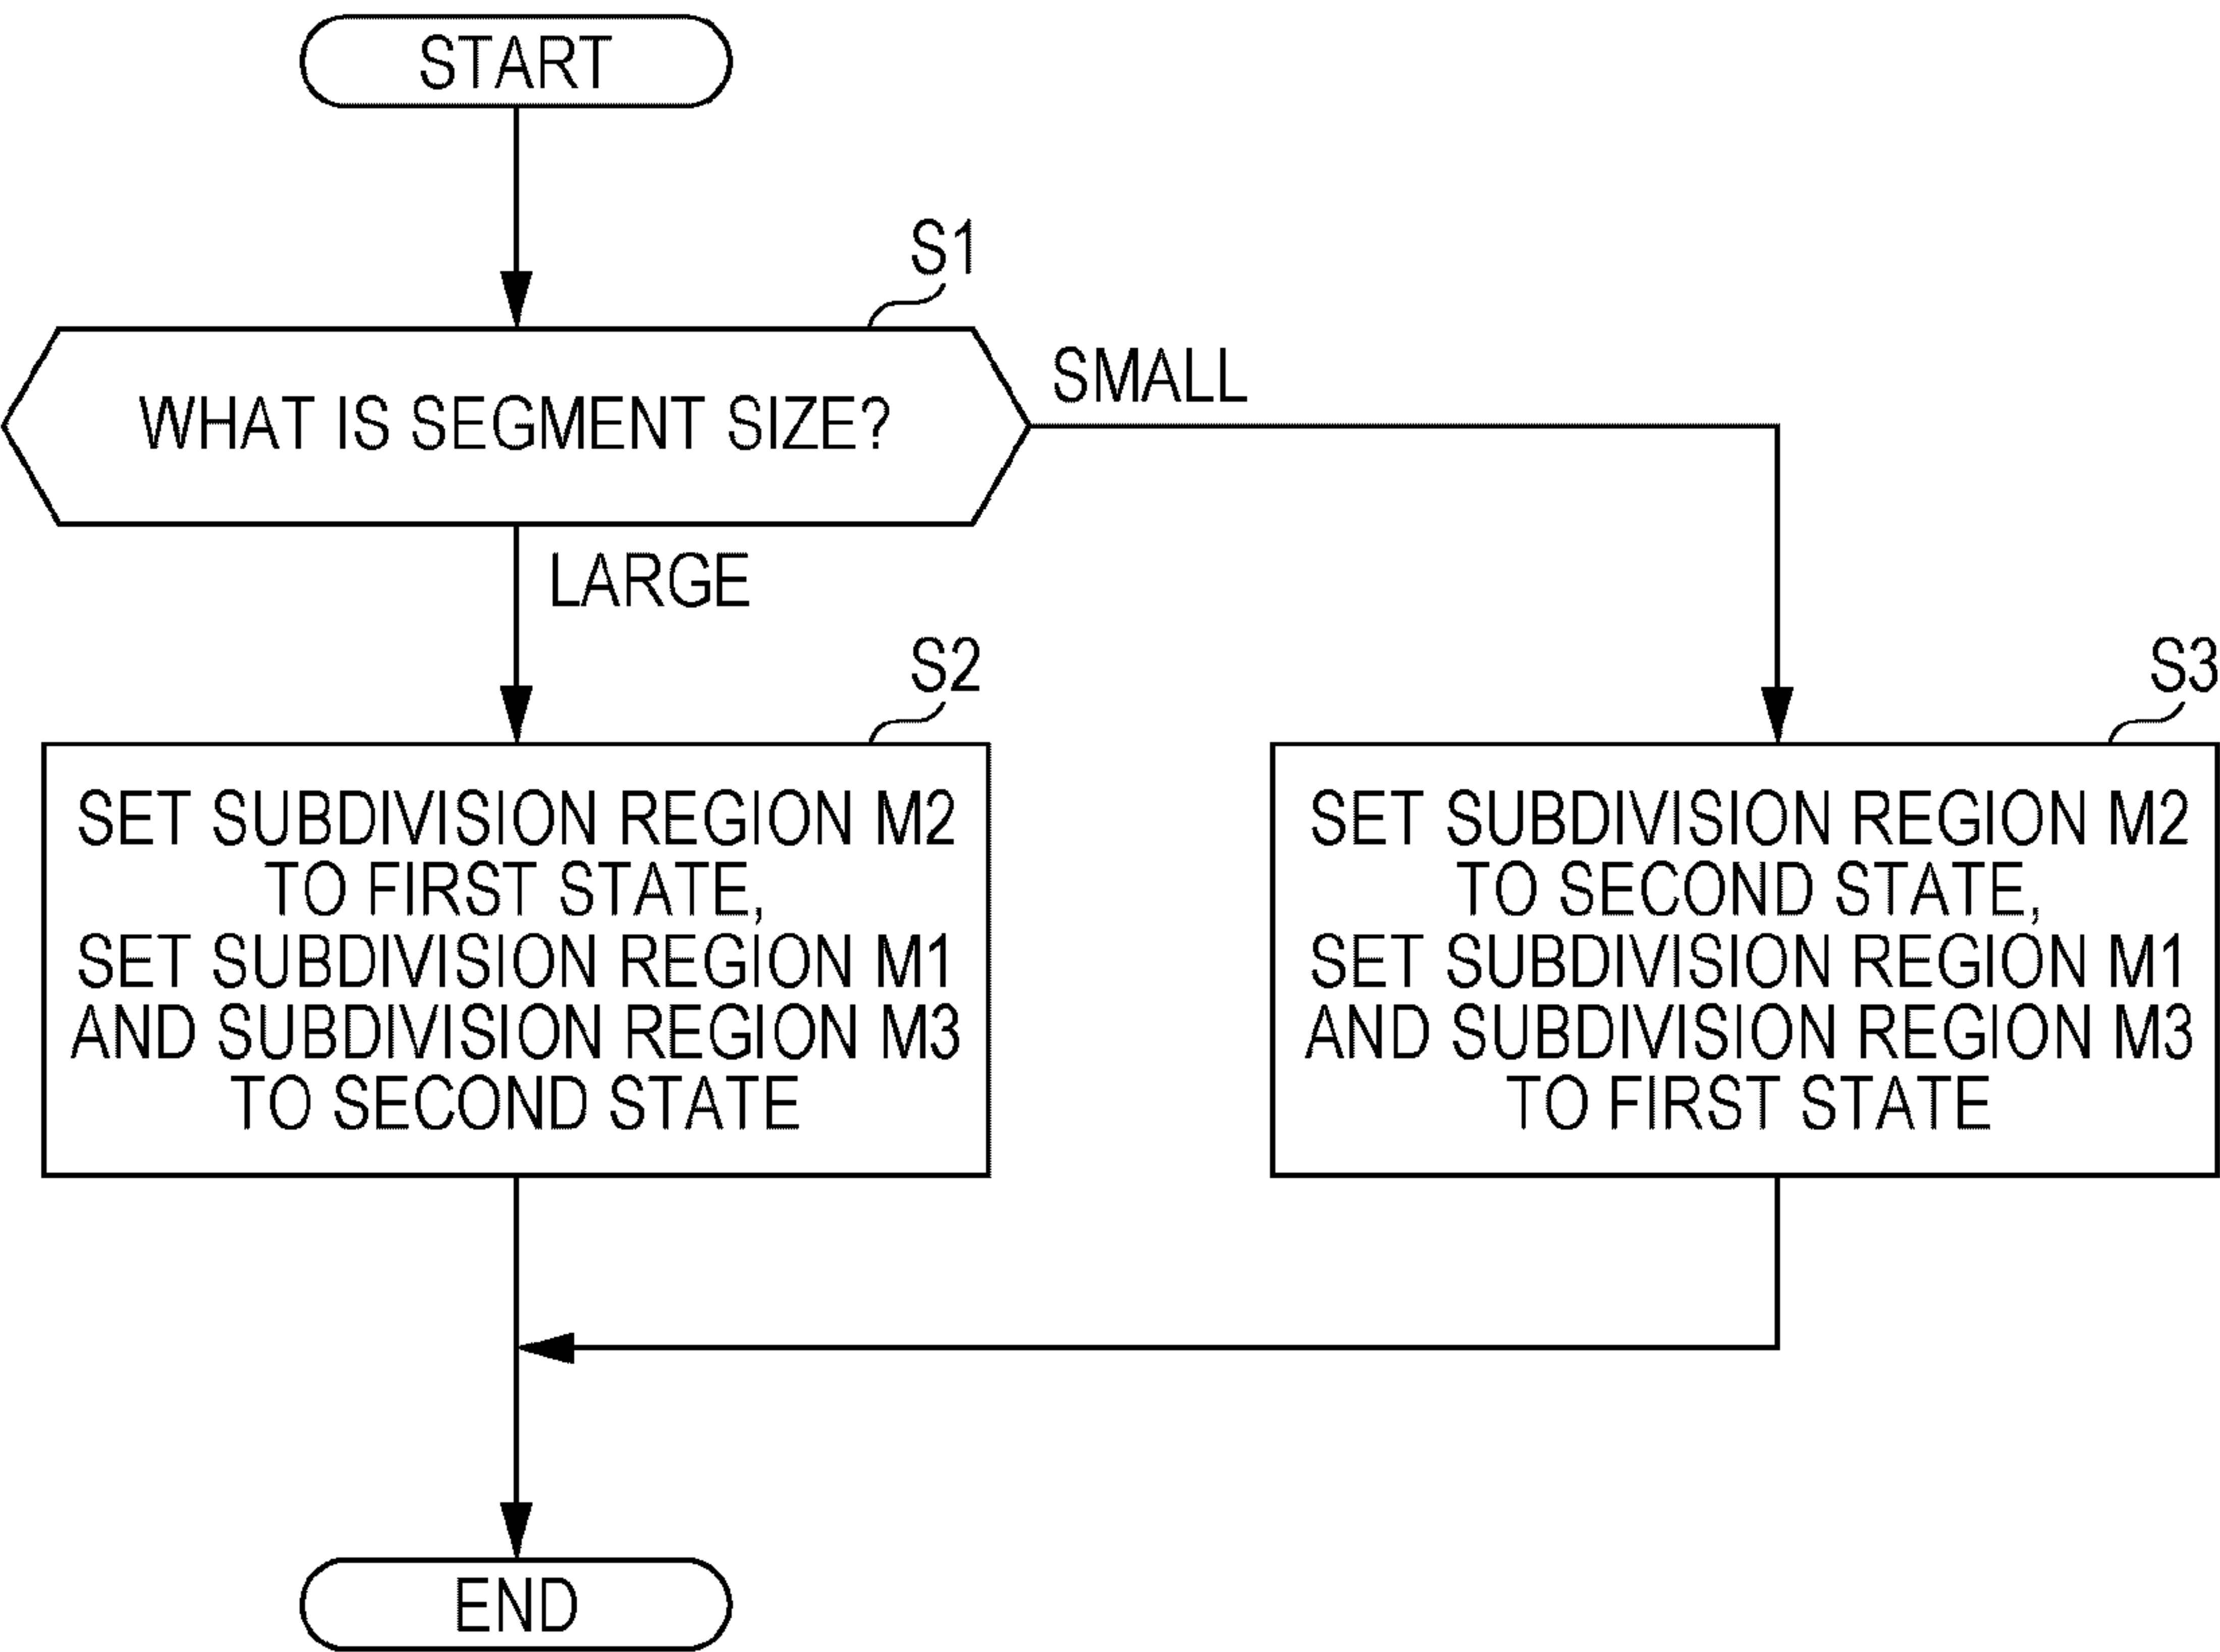 START
S1
WHAT IS SEGMENT SIZE?
SMALL
LARGE
S2
SET SUBDIVISION REGION M2
TO FIRST STATE,
SET SUBDIVISION REGION M1
AND SUBDIVISION REGION M3
TO SECOND STATE
S3
SET SUBDIVISION REGION M2
TO SECOND STATE,
SET SUBDIVISION REGION M1
AND SUBDIVISION REGION M3
TO FIRST STATE
END